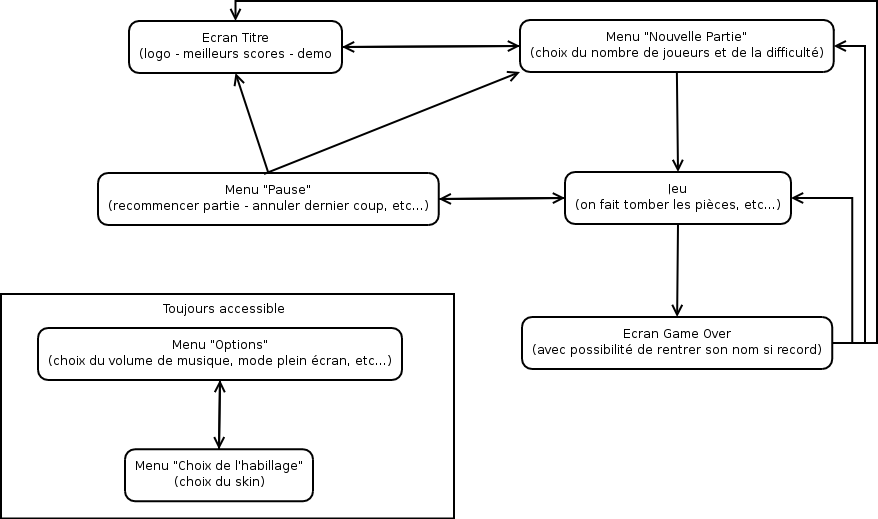 Ecran Titre
(logo - meilleurs scores - demo
Menu "Nouvelle Partie"
(choix du nombre de joueurs et de la difficulté)
Menu "Pause"
(recommencer partie - annuler dernier coup, etc...)
Jeu
(on fait tomber les pièces, etc...)
Toujours accessible
Menu "Options"
(choix du volume de musique, mode plein écran, etc...)
Ecran Game Over
(avec possibilité de rentrer son nom si record)
Menu "Choix de l'habillage"
(choix du skin)